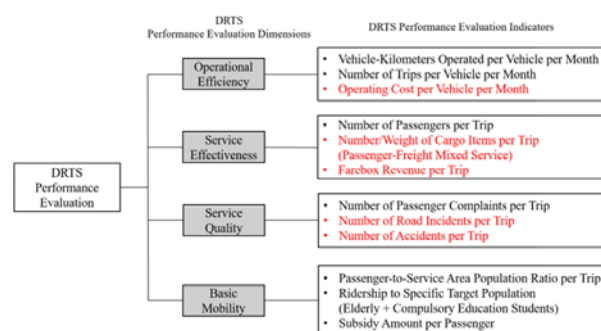 DRTS
Performance Evaluation Dimensions
DRTS Performance Evaluation Indicators
DRTS
Performance
Evaluation
Operational
Efficiency
• Vehicle-Kilometers Operated per Vehicle per Month
• Number of Trips per Vehicle per Month
• Operating Cost per Vehicle per Month
Service
Effectiveness
• Number of Passengers per Trip
• Number/Weight of Cargo Items per Trip
(Passenger-Freight Mixed Service)
• Farebox Revenue per Trip
Service
Quality
• Number of Passenger Complaints per Trip
• Number of Road Incidents per Trip
• Number of Accidents per Trip
Basic
Mobility
• Passenger-to-Service Area Population Ratio per Trip
• Ridership to Specific Target Population
(Elderly + Compulsory Education Students)
• Subsidy Amount per Passenger